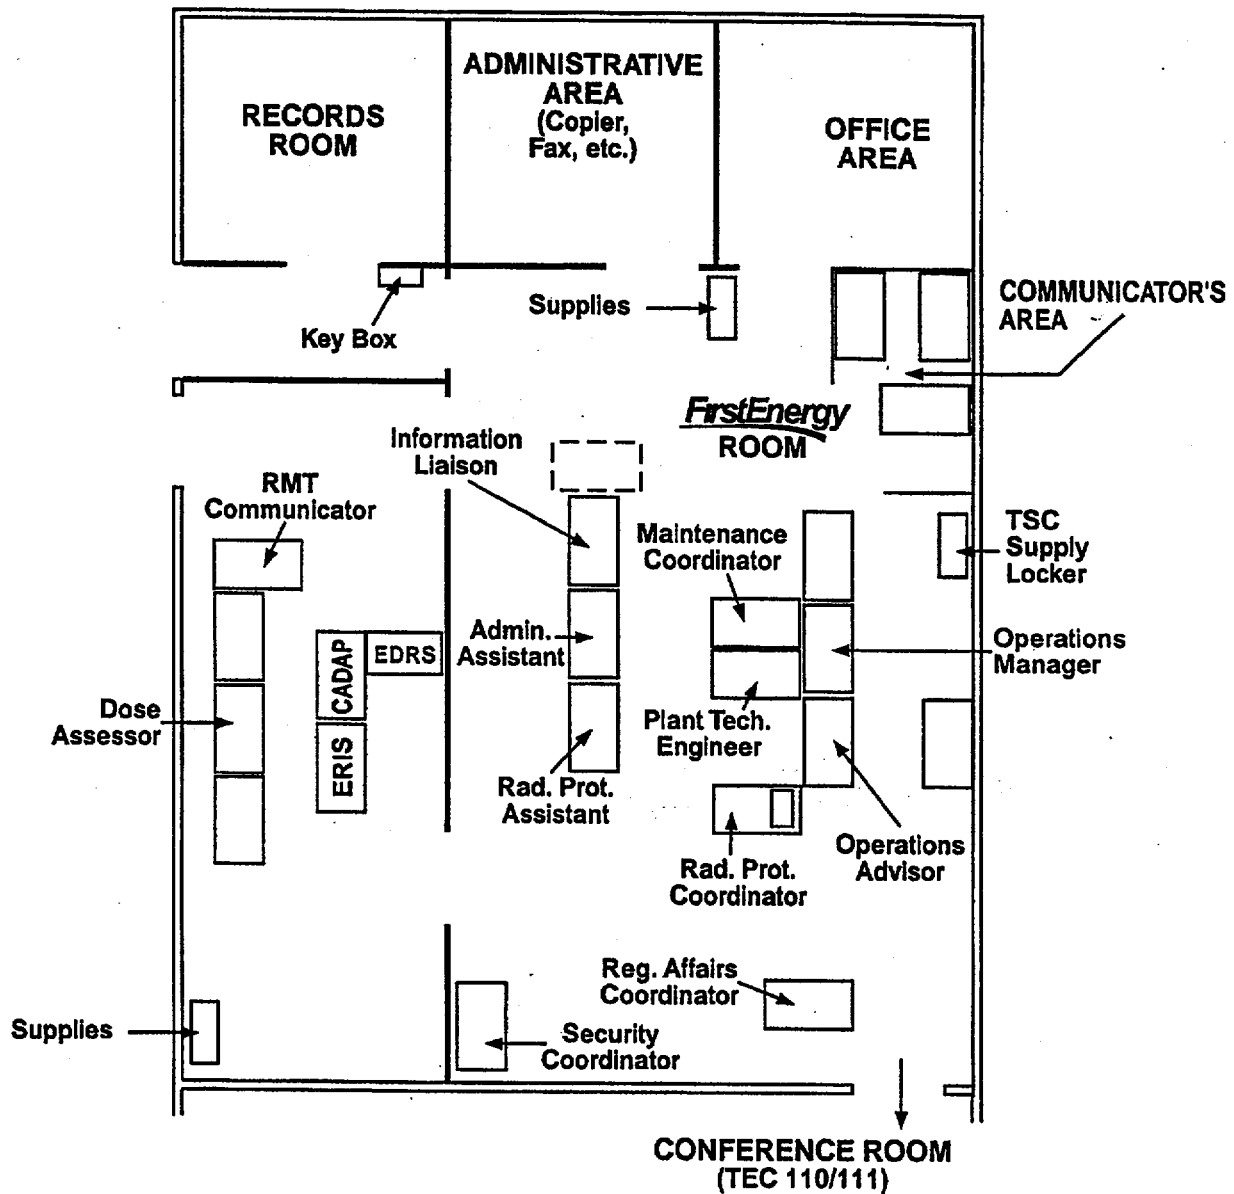 RECORDS
ROOM
ADMINISTRATIVE
AREA
(Copier,
Fax, etc.)
OFFICE
AREA
Key Box
Supplies
COMMUNICATOR'S
AREA
FirstEnergy
ROOM
Information
Liaison
RMT
Communicator
Maintenance
Coordinator
TSC
Supply
Locker
CADAP
EDRS
Admin.
Assistant
Operations
Manager
Dose
Assessor
ERIS
Plant Tech.
Engineer
Rad. Prot.
Assistant
Rad. Prot.
Coordinator
Operations
Advisor
Reg. Affairs
Coordinator
Supplies
Security
Coordinator
CONFERENCE ROOM
(TEC 110/111)